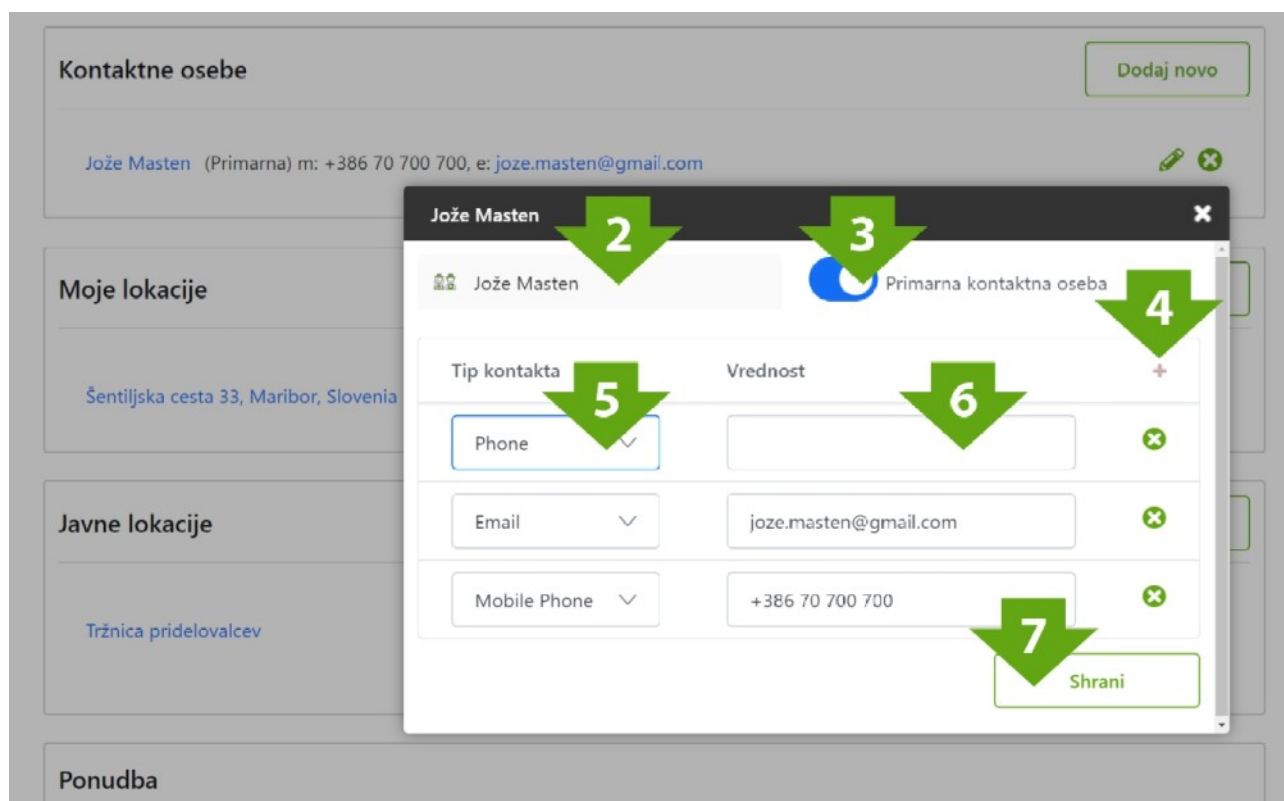 Kontaktne osebe
Dodaj novo
Jože Masten (Primarna) m: +386 70 700 700, e: joze.masten@gmail.com
Jože Masten
2
3
Jože Masten
Primarna kontaktna oseba
4
Moje lokacije
Tip kontakta
Vrednost
5
6
Šentiljska cesta 33, Maribor, Slovenia
Phone
Javne lokacije
Email
joze.masten@gmail.com
Mobile Phone
+386 70 700 700
Tržnica pridelovalcev
7
Shrani
Ponudba